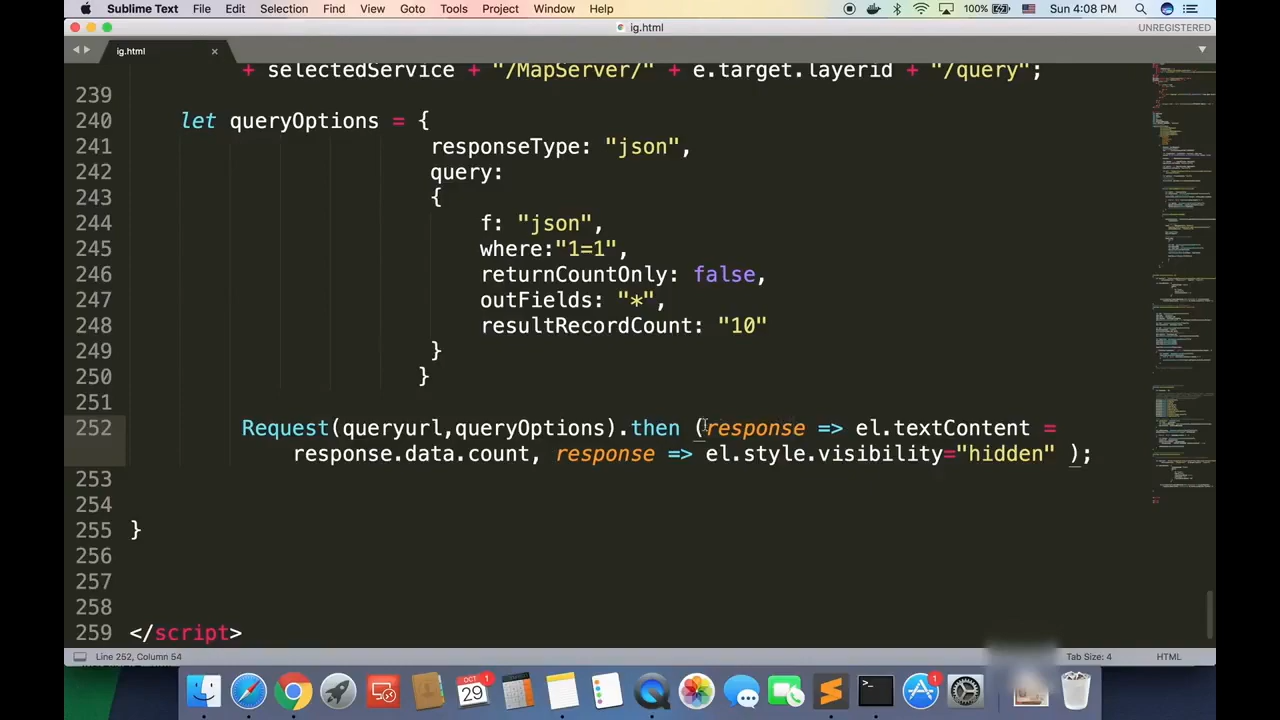 Sublime Text File Edit Selection Find View Goto Tools Project Window Help 100% Sun 4:08 PM
ig.html UNREGISTERED
ig.html
+ selectedService + "/MapServer/" + e.target.layerid + "/query";
239
240 let queryOptions = {
241 responseType: "json",
242 query:
243 {
244 f: "json",
245 where:"1=1",
246 returnCountOnly: false,
247 outFields: "*",
248 resultRecordCount: "10"
249 }
250 }
251
252 Request(queryurl,queryOptions).then (response => el.textContent =
response.data.count, response => el.style.visibility="hidden" );
253
254
255 }
256
257
258
259 </script>
Line 252, Column 54 Tab Size: 4 HTML
OCT 1
29 1